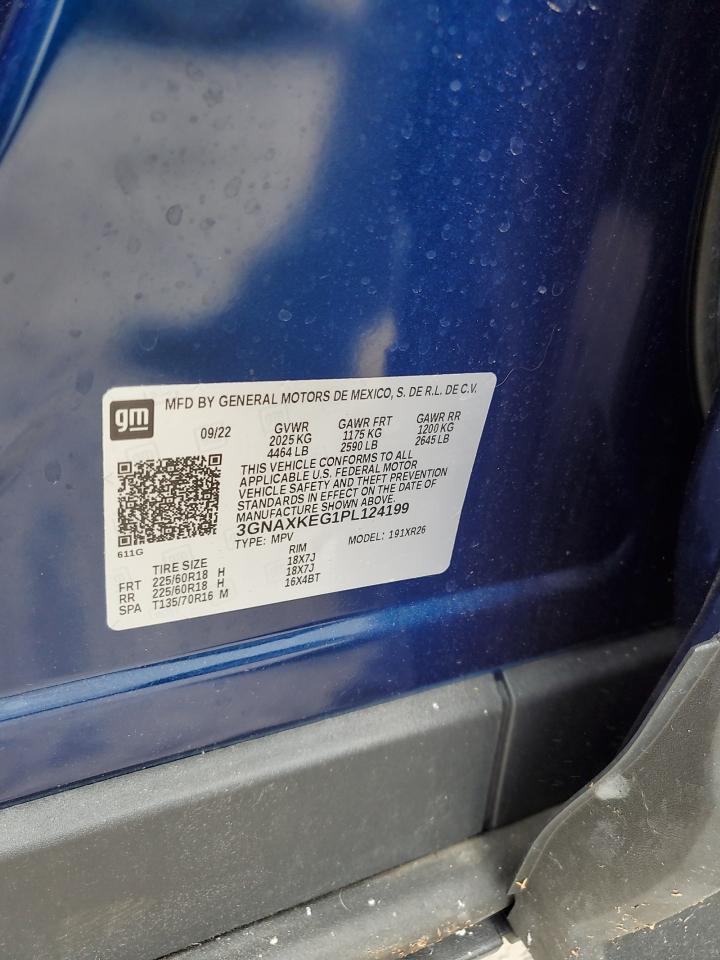 gm
MFD BY GENERAL MOTORS DE MEXICO, S. DE R.L. DE C.V.
09/22 GVWR GAWR FRT GAWR RR
2025 KG 1175 KG 1200 KG
4464 LB 2590 LB 2645 LB
THIS VEHICLE CONFORMS TO ALL
APPLICABLE U.S. FEDERAL MOTOR
VEHICLE SAFETY AND THEFT PREVENTION
STANDARDS IN EFFECT ON THE DATE OF
MANUFACTURE SHOWN ABOVE.
3GNAXKEG1PL124199
TYPE: MPV MODEL: 191XR26
611G
TIRE SIZE RIM
FRT 225/60R18 H 18X7J
RR 225/60R18 H 18X7J
SPA T135/70R16 M 16X4BT